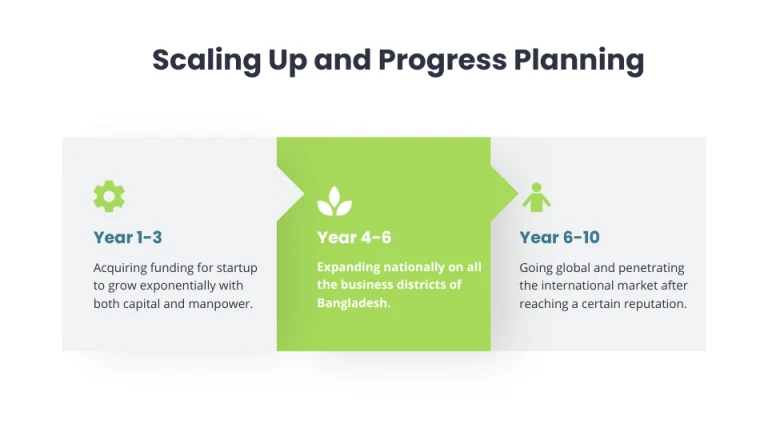 Scaling Up and Progress Planning
Year 1-3
Acquiring funding for startup
to grow exponentially with
both capital and manpower.
Year 4-6
Expanding nationally on all
the business districts of
Bangladesh.
Year 6-10
Going global and penetrating
the international market after
reaching a certain reputation.